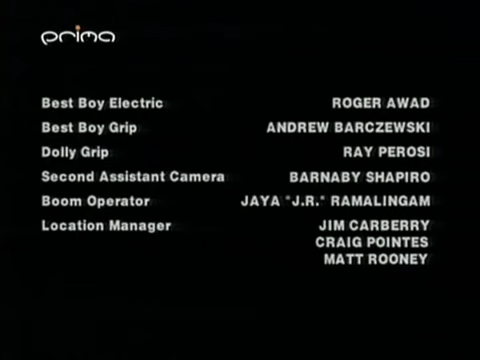 prima
Best Boy Electric ROGER AWAD
Best Boy Grip ANDREW BARCZEWSKI
Dolly Grip RAY PEROSI
Second Assistant Camera BARNABY SHAPIRO
Boom Operator JAYA "J.R." RAMALINGAM
Location Manager JIM CARBERRY
CRAIG POINTES
MATT ROONEY